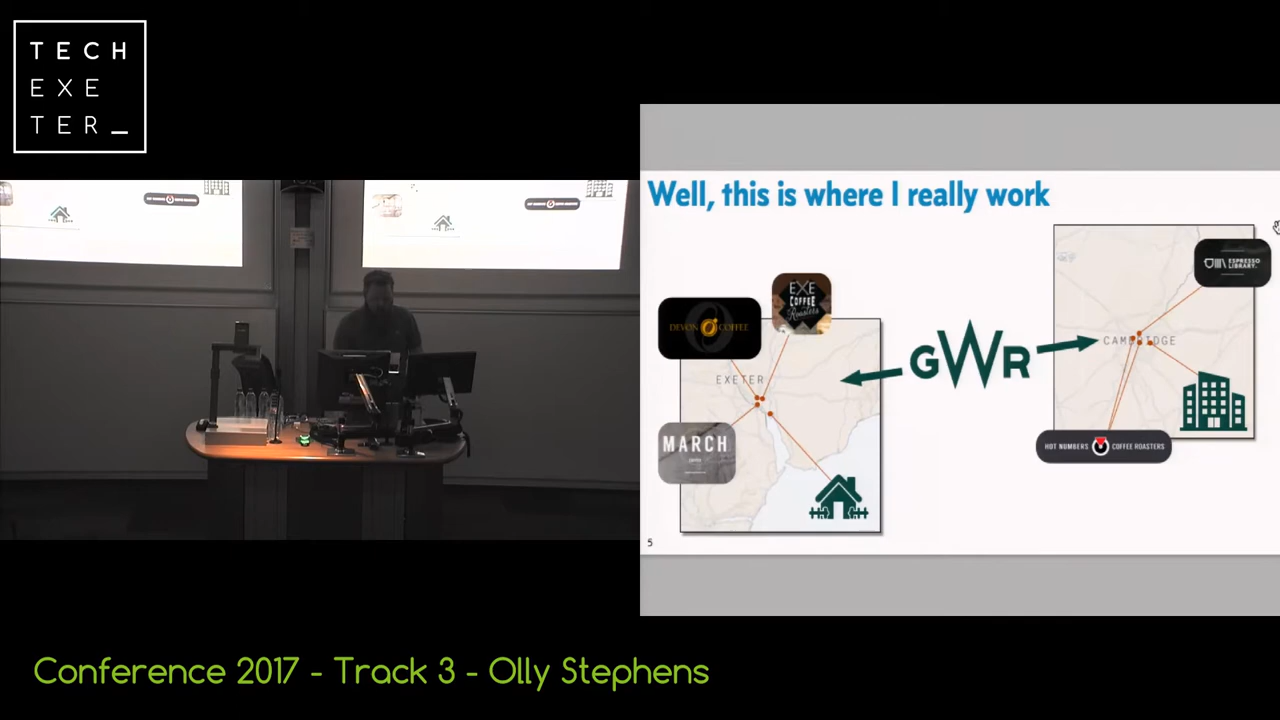 TECH
EXE
TER_
Well, this is where I really work
ESPRESSO
LIBRARY.
EXE
COFFEE
Roasters
DEVON COFFEE
GWR
CAMBRIDGE
EXETER
MARCH
HOT NUMBERS COFFEE ROASTERS
5
Conference 2017 - Track 3 - Olly Stephens